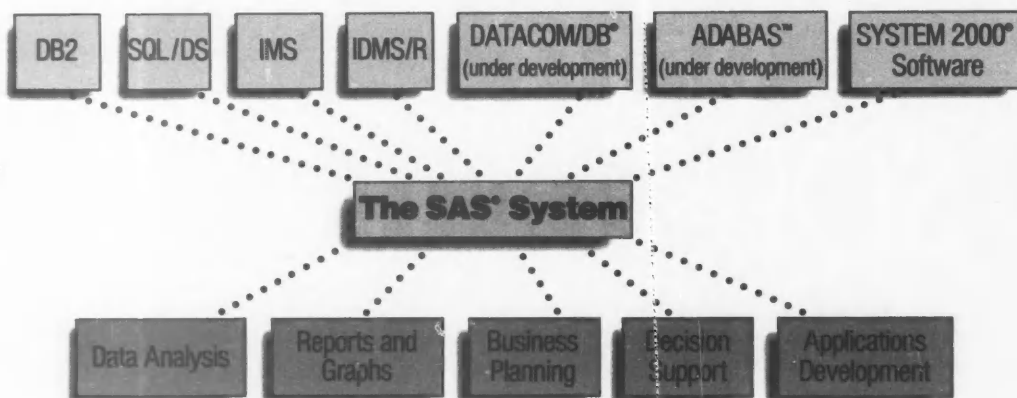 DB2
SQL/DS
IMS
IDMS/R
DATACOM/DB®
(under development)
ADABAS™
(under development)
SYSTEM 2000®
Software
The SAS® System
Data Analysis
Reports and
Graphs
Business
Planning
Decision
Support
Applications
Development